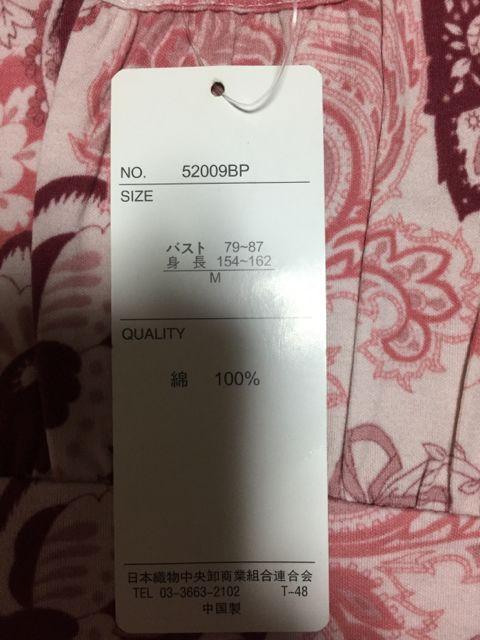 NO. 52009BP
SIZE
バスト 79~87
身 長 154~162
M
QUALITY
綿 100%
日本織物中央卸商業組合連合会
TEL 03-3663-2102 T-48
中国製